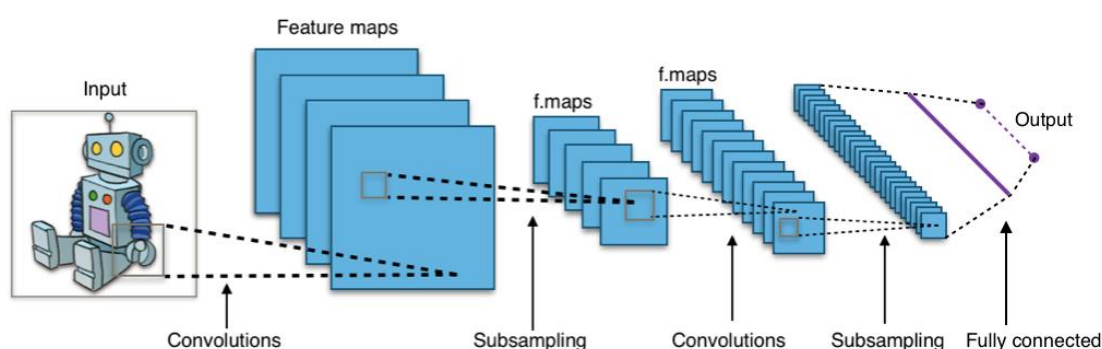 Feature maps
Input
f.maps
f.maps
Output
Convolutions
Subsampling
Convolutions
Subsampling
Fully connected